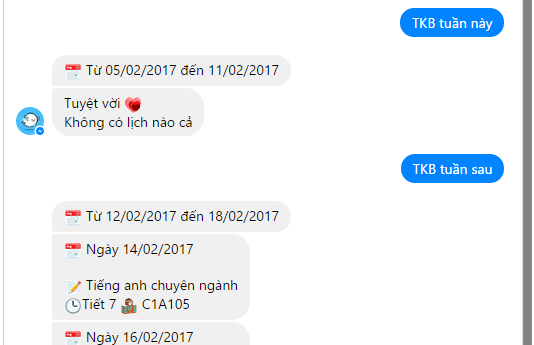 TKB tuần này
Từ 05/02/2017 đến 11/02/2017
Tuyệt vời
Không có lịch nào cả
TKB tuần sau
Từ 12/02/2017 đến 18/02/2017
Ngày 14/02/2017
Tiếng anh chuyên ngành
Tiết 7 C1A105
Ngày 16/02/2017